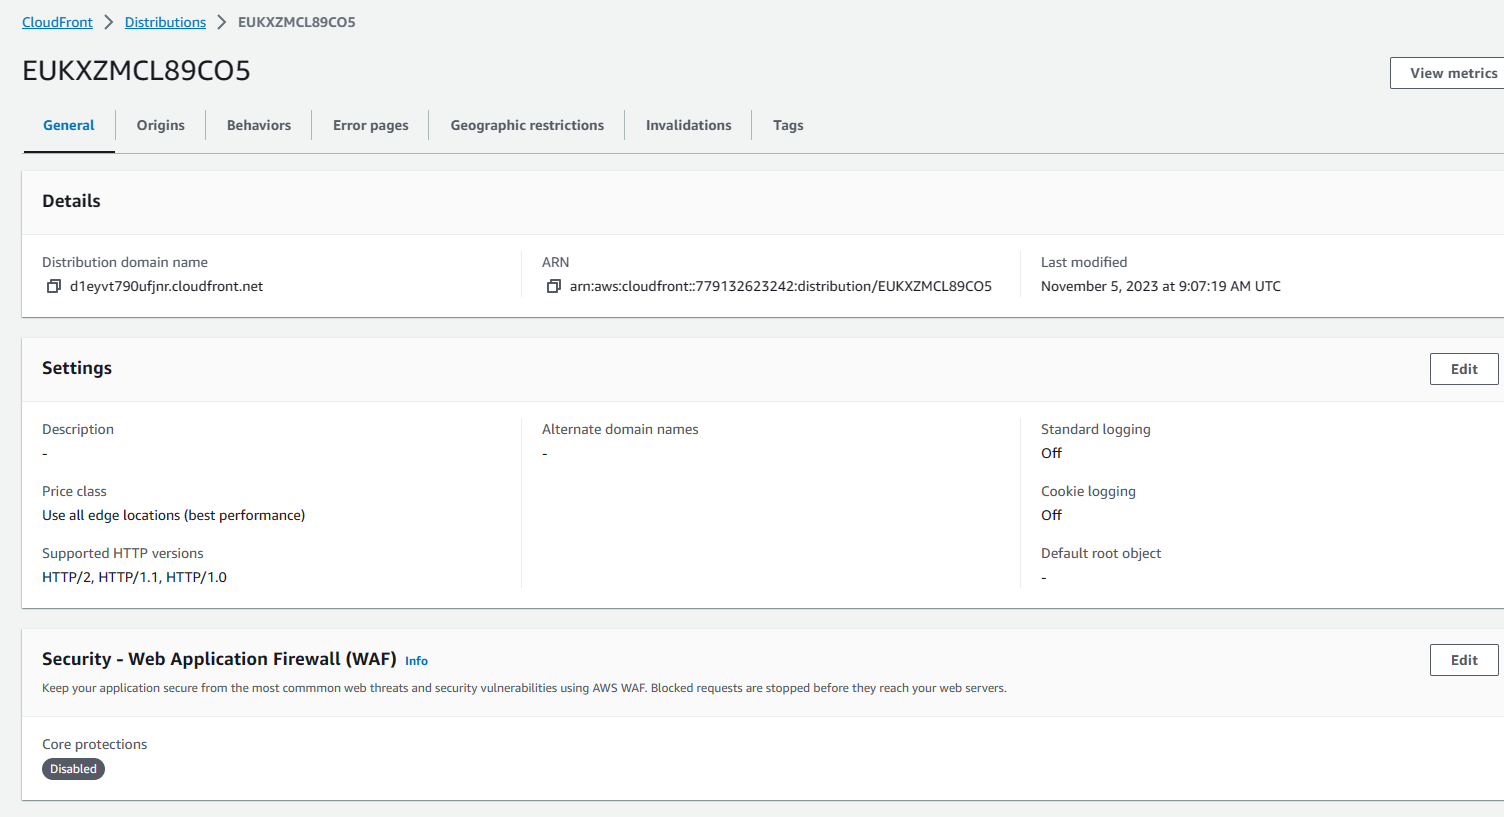 CloudFront > Distributions > EUKXZMCL89CO5
EUKXZMCL89CO5
View metrics
General Origins Behaviors Error pages Geographic restrictions Invalidations Tags
Details
Distribution domain name
d1eyvt790ufjnr.cloudfront.net
ARN
arn:aws:cloudfront::779132623242:distribution/EUKXZMCL89CO5
Last modified
November 5, 2023 at 9:07:19 AM UTC
Settings
Edit
Description
-
Price class
Use all edge locations (best performance)
Supported HTTP versions
HTTP/2, HTTP/1.1, HTTP/1.0
Alternate domain names
-
Standard logging
Off
Cookie logging
Off
Default root object
-
Security - Web Application Firewall (WAF) Info
Edit
Keep your application secure from the most commmon web threats and security vulnerabilities using AWS WAF. Blocked requests are stopped before they reach your web servers.
Core protections
Disabled